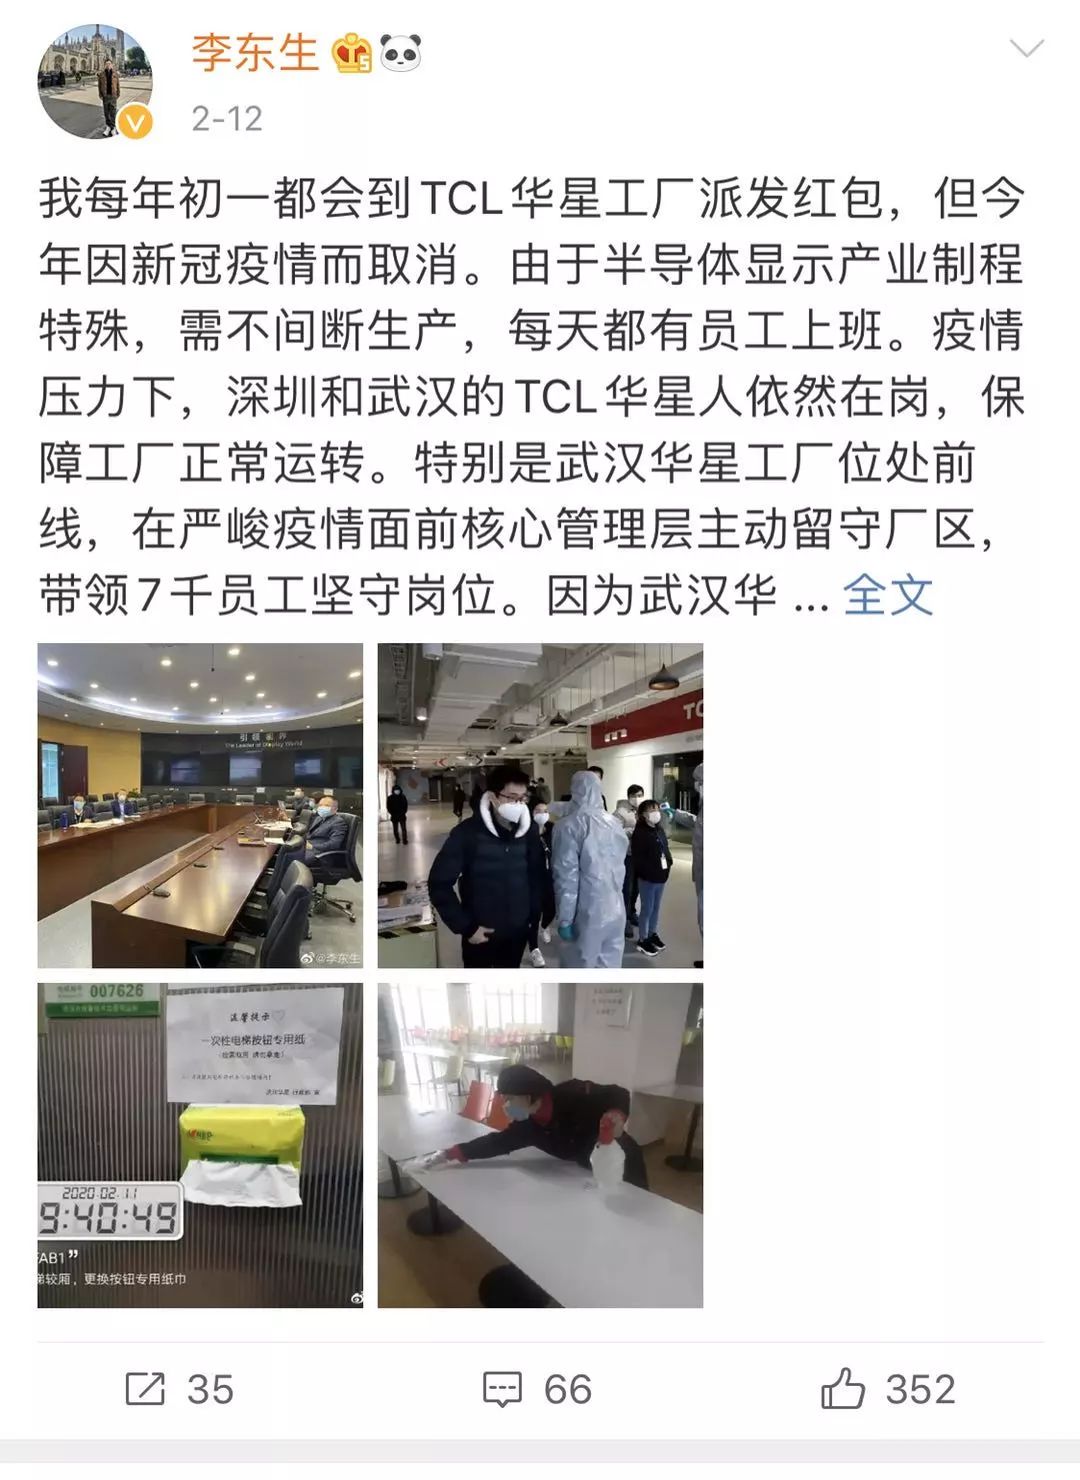 李东生
2-12
我每年初一都会到TCL华星工厂派发红包，但今
年因新冠疫情而取消。由于半导体显示产业制程
特殊，需不间断生产，每天都有员工上班。疫情
压力下，深圳和武汉的TCL华星人依然在岗，保
障工厂正常运转。特别是武汉华星工厂位处前
线，在严峻疫情面前核心管理层主动留守厂区，
带领7千员工坚守岗位。因为武汉华 ... 全文
The Leader of Display World
@李东生
TC
007626
温馨提示
一次性电梯按钮专用纸
2020.02.11
9:40:49
AB1”
梯轿厢，更换按钮专用纸巾
35
66
352